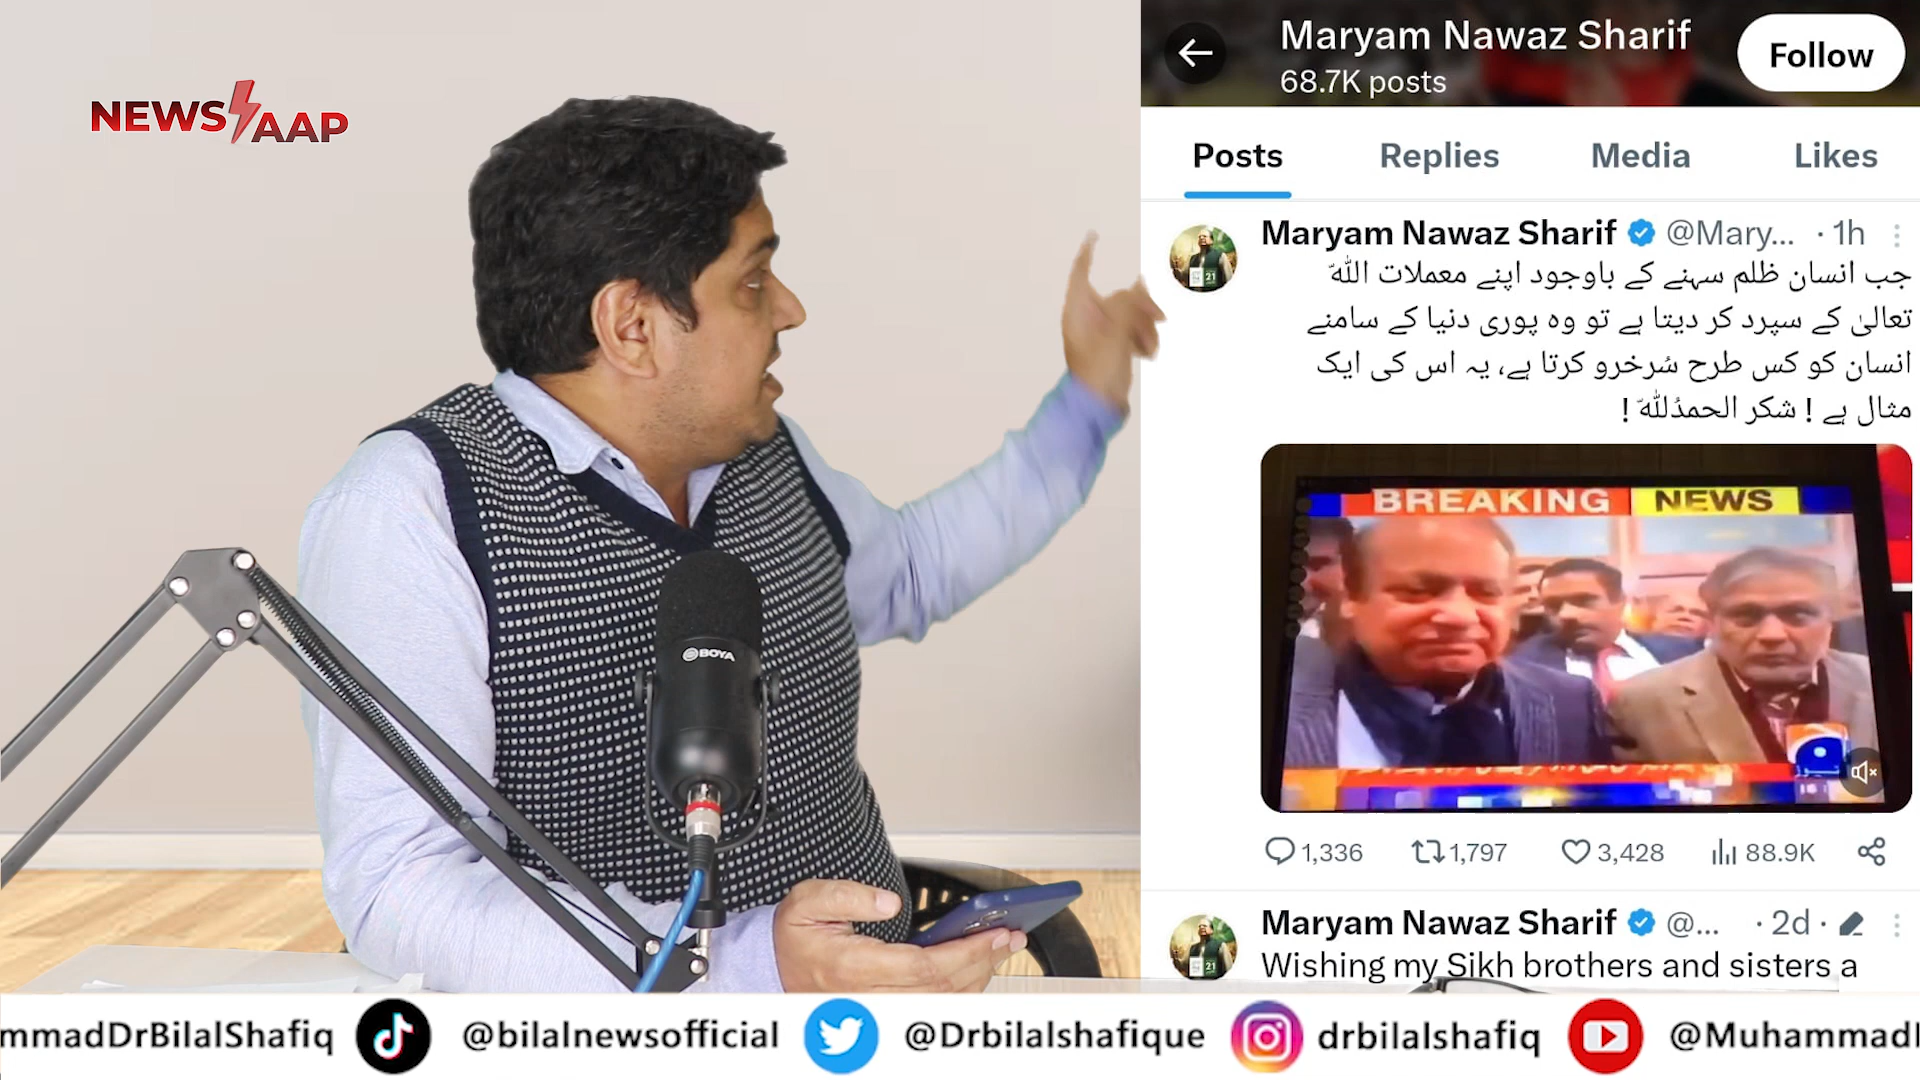 NEWS AAP
Maryam Nawaz Sharif
68.7K posts
Follow
Posts
Replies
Media
Likes
Maryam Nawaz Sharif @Mary... · 1h
جب انسان ظلم سہنے کے باوجود اپنے معملات اللّٰہ
تعالیٰ کے سپرد کر دیتا ہے تو وہ پوری دنیا کے سامنے
انسان کو کس طرح سُرخرو کرتا ہے، یہ اس کی ایک
مثال ہے ! شکر الحمدُللّٰہ !
BREAKING NEWS
1,336
1,797
3,428
88.9K
Maryam Nawaz Sharif @... · 2d ·
Wishing my Sikh brothers and sisters a
BOYA
21
21
mmadDrBilalShafiq
@bilalnewsofficial
@Drbilalshafique
drbilalshafiq
@Muhammad